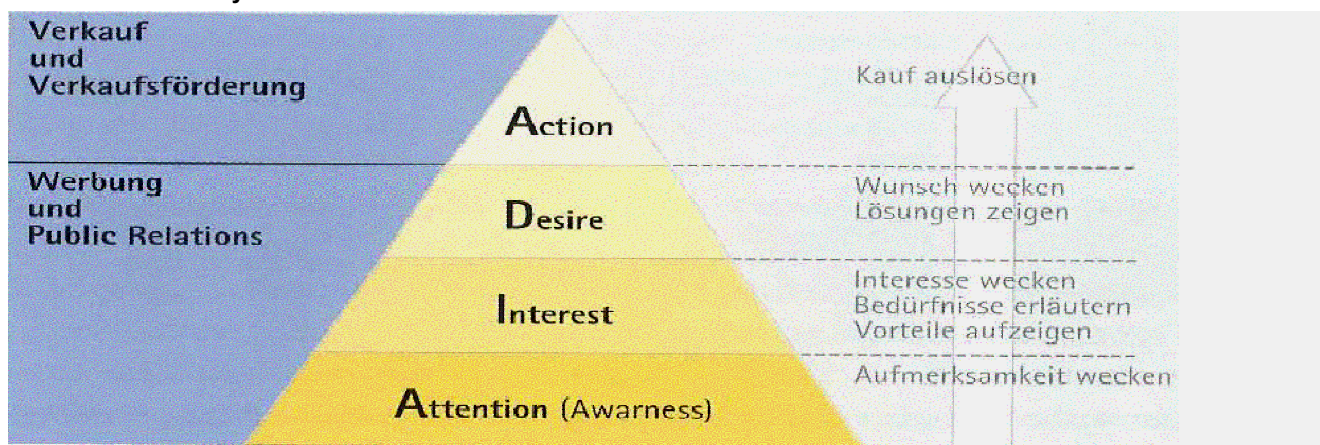 Verkauf
und
Verkaufsförderung
Action
Kauf auslösen
Werbung
und
Public Relations
Desire
Wunsch wecken
Lösungen zeigen
Interest
Interesse wecken
Bedürfnisse erläutern
Vorteile aufzeigen
Attention (Awarness)
Aufmerksamkeit wecken